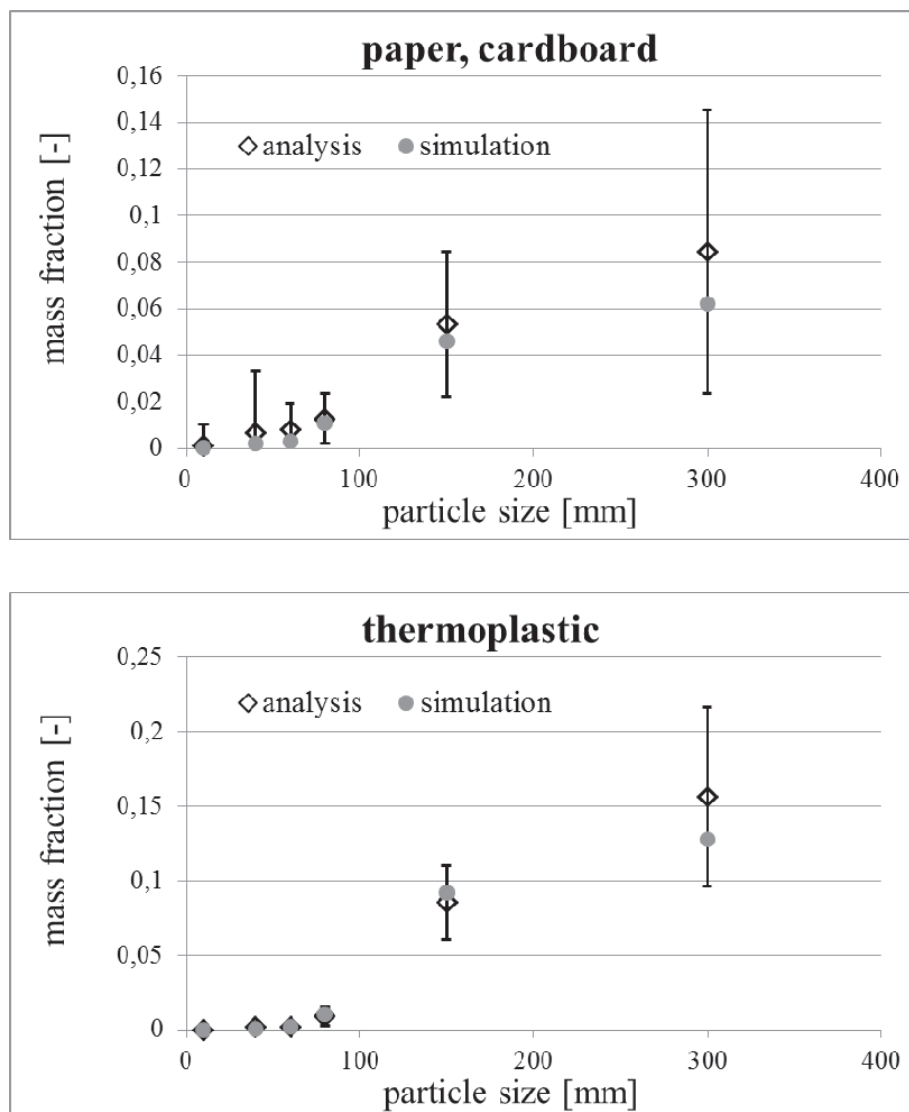 paper, cardboard
mass fraction [-]
0,16
0,14
0,12
0,1
0,08
0,06
0,04
0,02
0
analysis simulation
0 100 200 300 400
particle size [mm]
thermoplastic
mass fraction [-]
0,25
0,2
0,15
0,1
0,05
0
analysis simulation
0 100 200 300 400
particle size [mm]